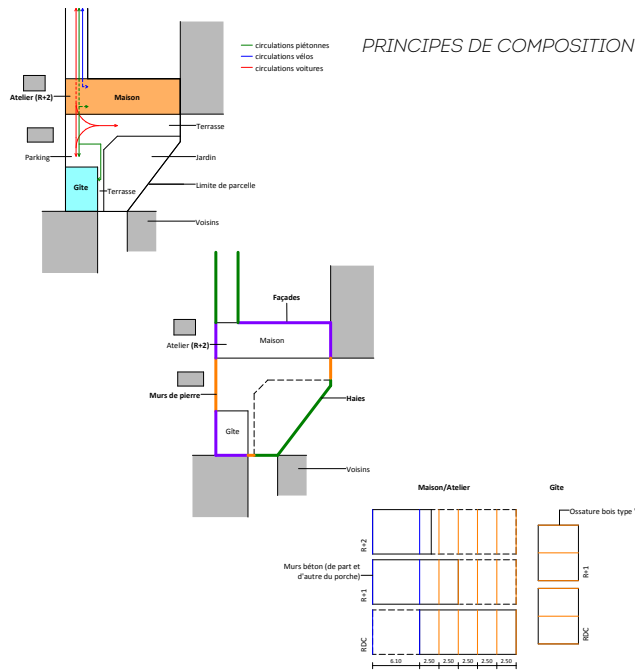 PRINCIPES DE COMPOSITION
circulations piétonnes
circulations vélos
circulations voitures
Atelier (R+2)
Maison
Terrasse
Parking
Jardin
Gîte
Terrasse
Limite de parcelle
Voisins
Façades
Atelier (R+2)
Maison
Murs de pierre
Haies
Gîte
Voisins
Maison/Atelier
Gîte
R+2
Ossature bois type
R+1
Murs béton (de part et
d'autre du porche)
R+1
RDC
RDC
6.10
2.50
2.50
2.50
2.50
2.50